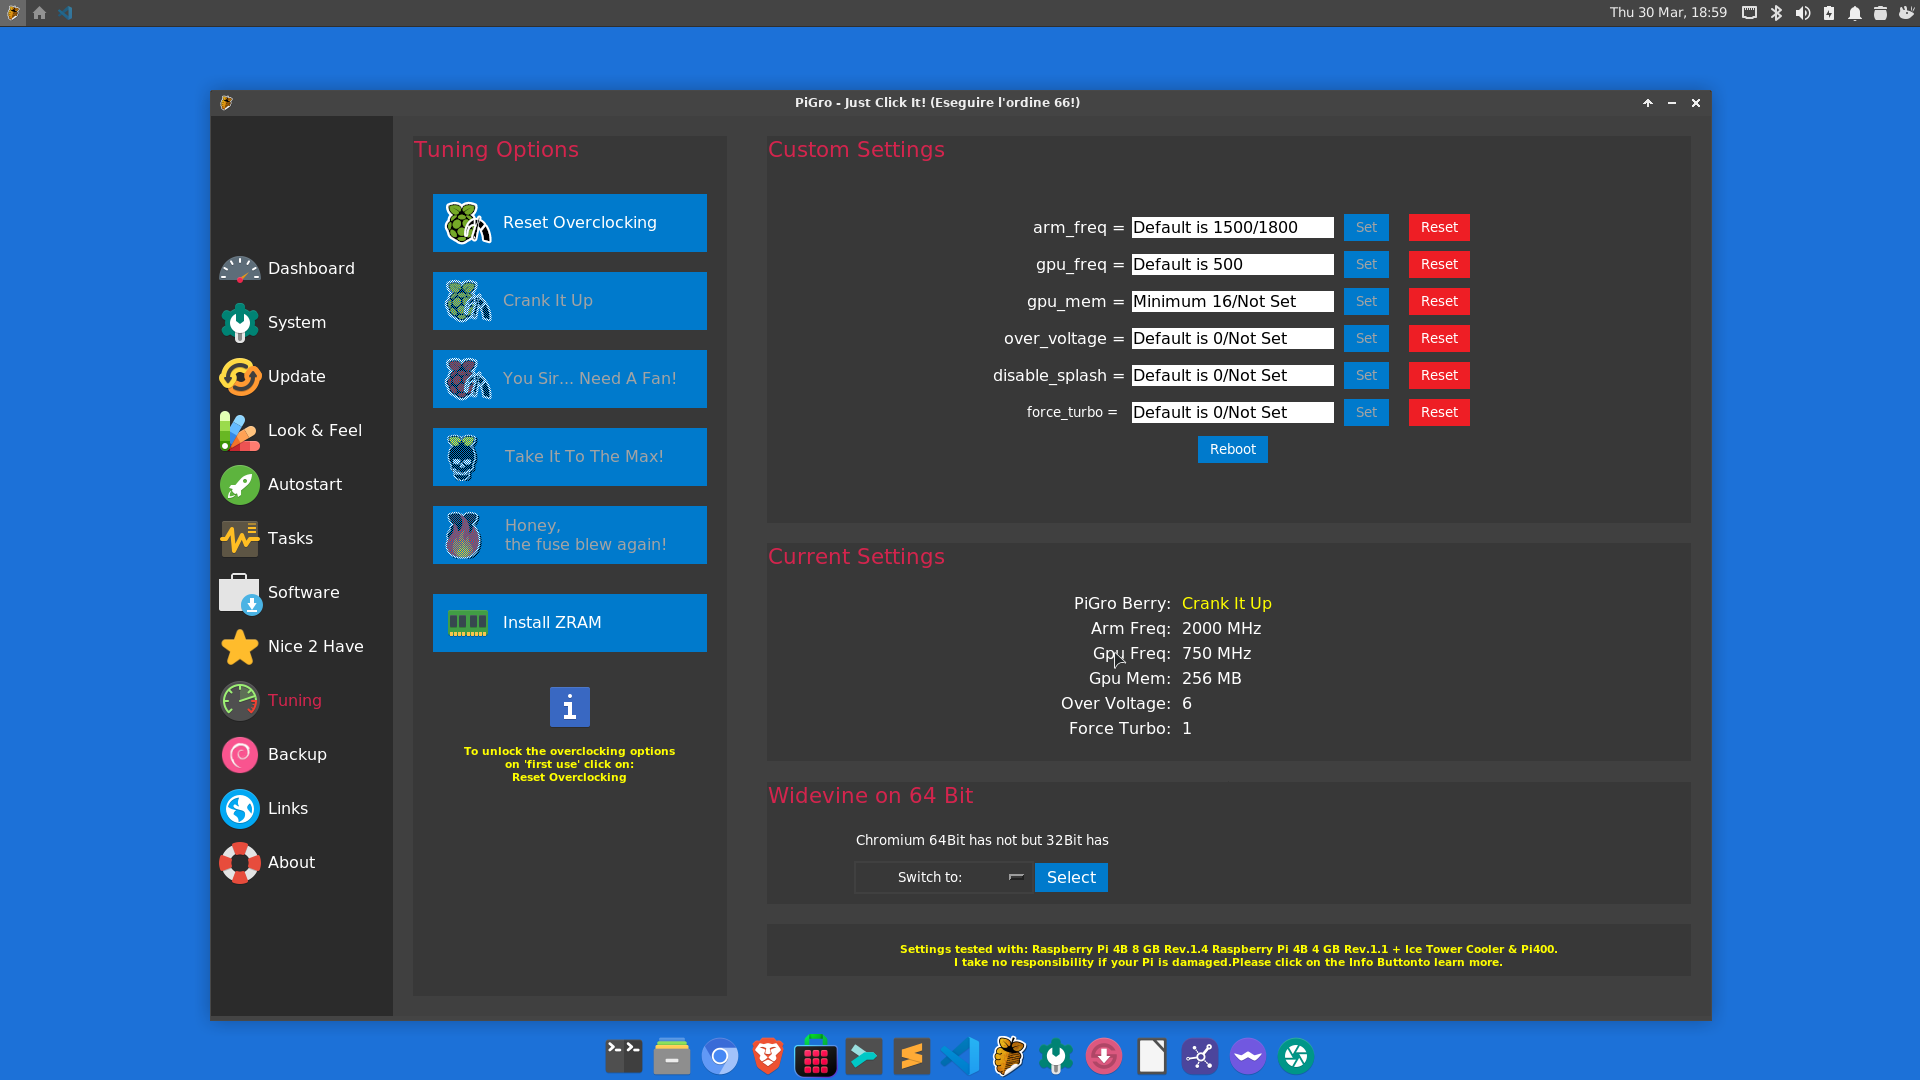 Thu 30 Mar, 18:59
PiGro - Just Click It! (Eseguire l'ordine 66!)
Dashboard
System
Update
Look & Feel
Autostart
Tasks
Software
Nice 2 Have
Tuning
Backup
Links
About
Tuning Options
Reset Overclocking
Crank It Up
You Sir... Need A Fan!
Take It To The Max!
Honey,
the fuse blew again!
Install ZRAM
i
To unlock the overclocking options
on 'first use' click on:
Reset Overclocking
Custom Settings
arm_freq = Default is 1500/1800 Set Reset
gpu_freq = Default is 500 Set Reset
gpu_mem = Minimum 16/Not Set Set Reset
over_voltage = Default is 0/Not Set Set Reset
disable_splash = Default is 0/Not Set Set Reset
force_turbo = Default is 0/Not Set Set Reset
Reboot
Current Settings
PiGro Berry: Crank It Up
Arm Freq: 2000 MHz
Gpu Freq: 750 MHz
Gpu Mem: 256 MB
Over Voltage: 6
Force Turbo: 1
Widevine on 64 Bit
Chromium 64Bit has not but 32Bit has
Switch to: Select
Settings tested with: Raspberry Pi 4B 8 GB Rev.1.4 Raspberry Pi 4B 4 GB Rev.1.1 + Ice Tower Cooler & Pi400.
I take no responsibility if your Pi is damaged.Please click on the Info Buttonto learn more.